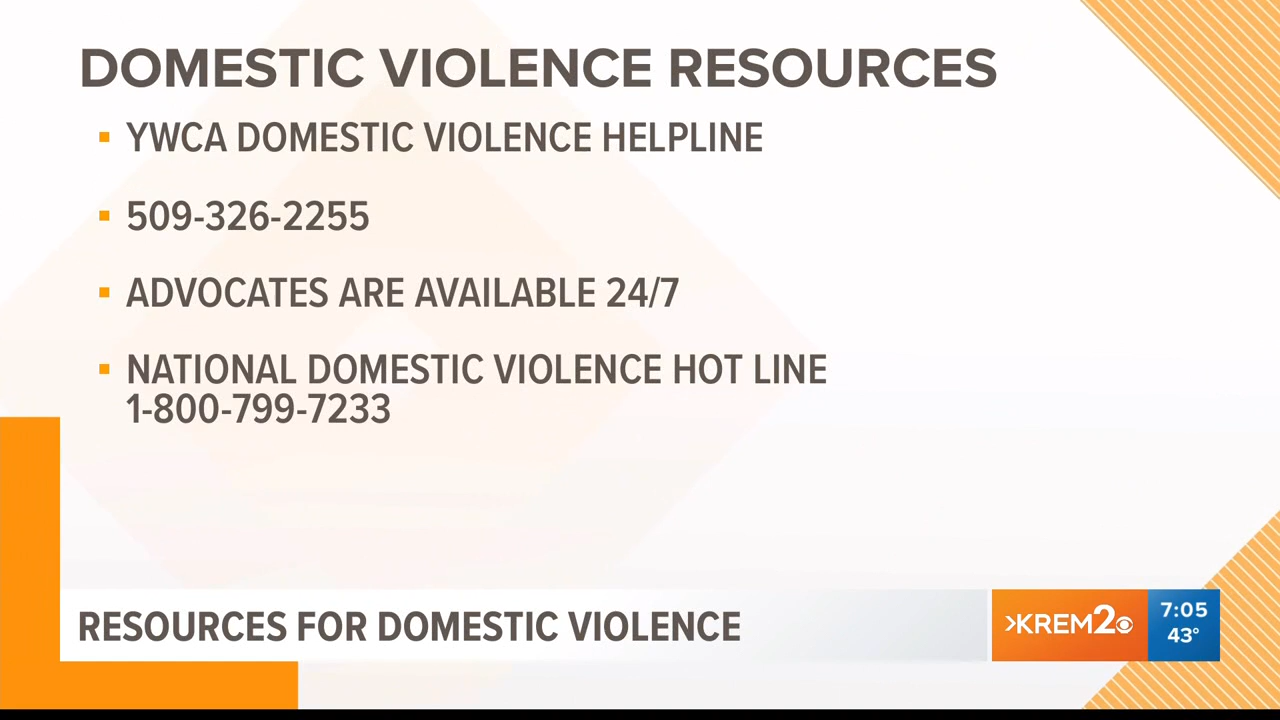 DOMESTIC VIOLENCE RESOURCES
YWCA DOMESTIC VIOLENCE HELPLINE
509-326-2255
ADVOCATES ARE AVAILABLE 24/7
NATIONAL DOMESTIC VIOLENCE HOT LINE
1-800-799-7233
RESOURCES FOR DOMESTIC VIOLENCE
KREM2
7:05
43°